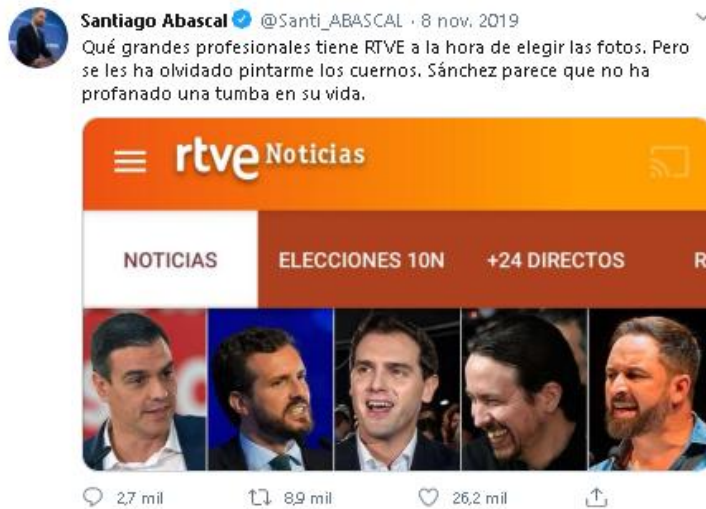 Santiago Abascal @Santi_ABASCAL · 8 nov. 2019
Qué grandes profesionales tiene RTVE a la hora de elegir las fotos. Pero
se les ha olvidado pintarme los cuernos. Sánchez parece que no ha
profanado una tumba en su vida.
rtve Noticias
NOTICIAS ELECCIONES 10N +24 DIRECTOS R
2,7 mil 8,9 mil 26,2 mil